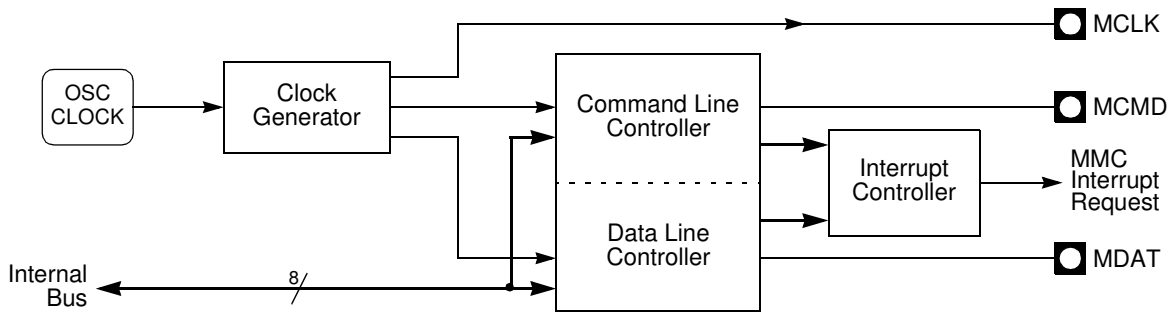 MCLK
OSC
CLOCK
Clock
Generator
Command Line
Controller
MCMD
Interrupt
Controller
MMC
Interrupt
Request
Data Line
Controller
MDAT
Internal
Bus
8